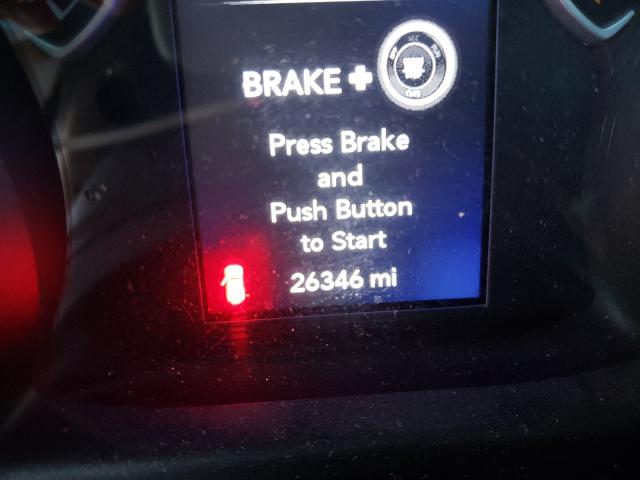 BRAKE +
Press Brake
and
Push Button
to Start
26346 mi